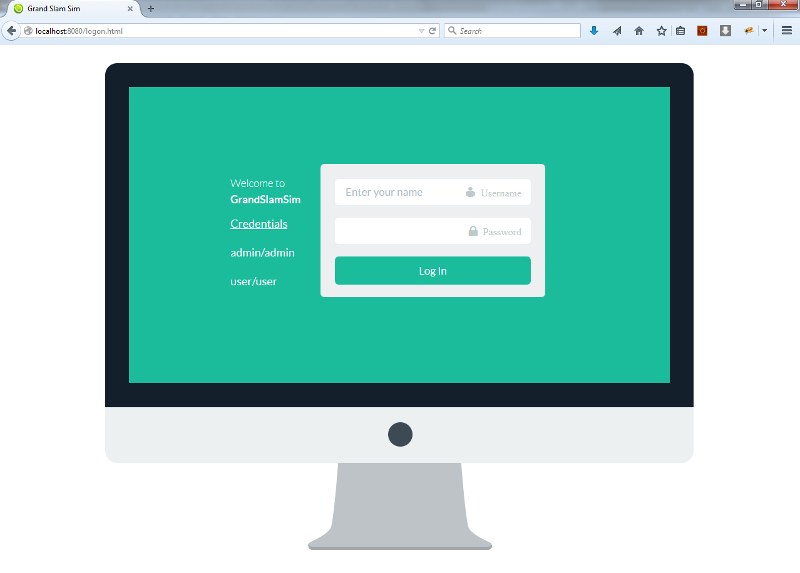 Grand Slam Sim
localhost:8080/logon.html
Search
Welcome to
GrandSlamSim
Credentials
admin/admin
user/user
Enter your name
Username
Password
Log In